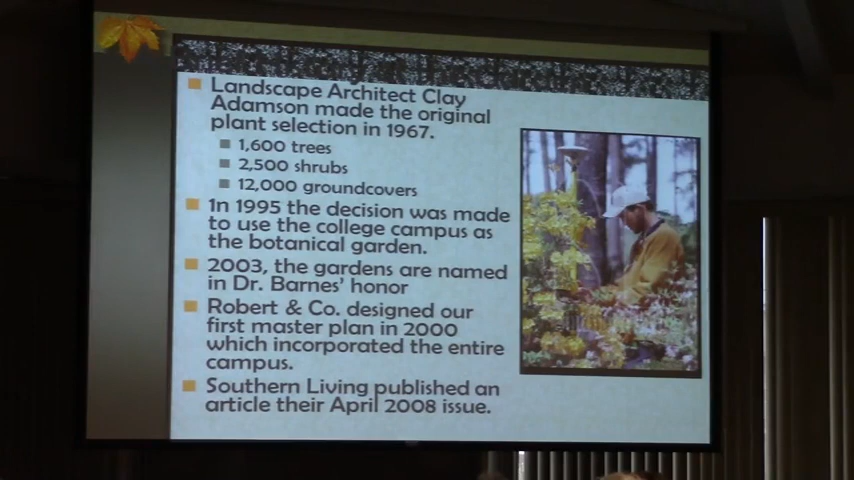 Landscape Architect Clay
Adamson made the original
plant selection in 1967.
1,600 trees
2,500 shrubs
12,000 groundcovers
In 1995 the decision was made
to use the college campus as
the botanical garden.
2003, the gardens are named
in Dr. Barnes' honor
Robert & Co. designed our
first master plan in 2000
which incorporated the entire
campus.
Southern Living published an
article their April 2008 issue.